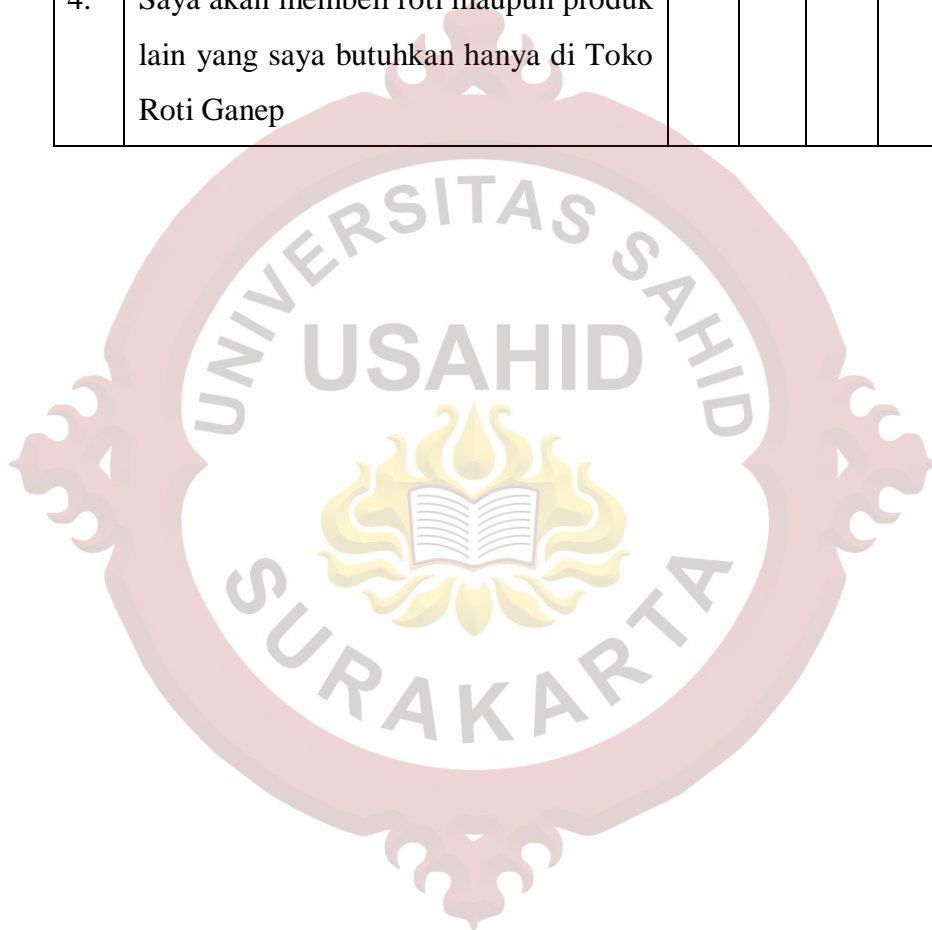 4. Saya akan membeli roti maupun produk
lain yang saya butuhkan hanya di Toko
Roti Ganep
UNIVERSITAS SAHID
USAHID
SURAKARTA